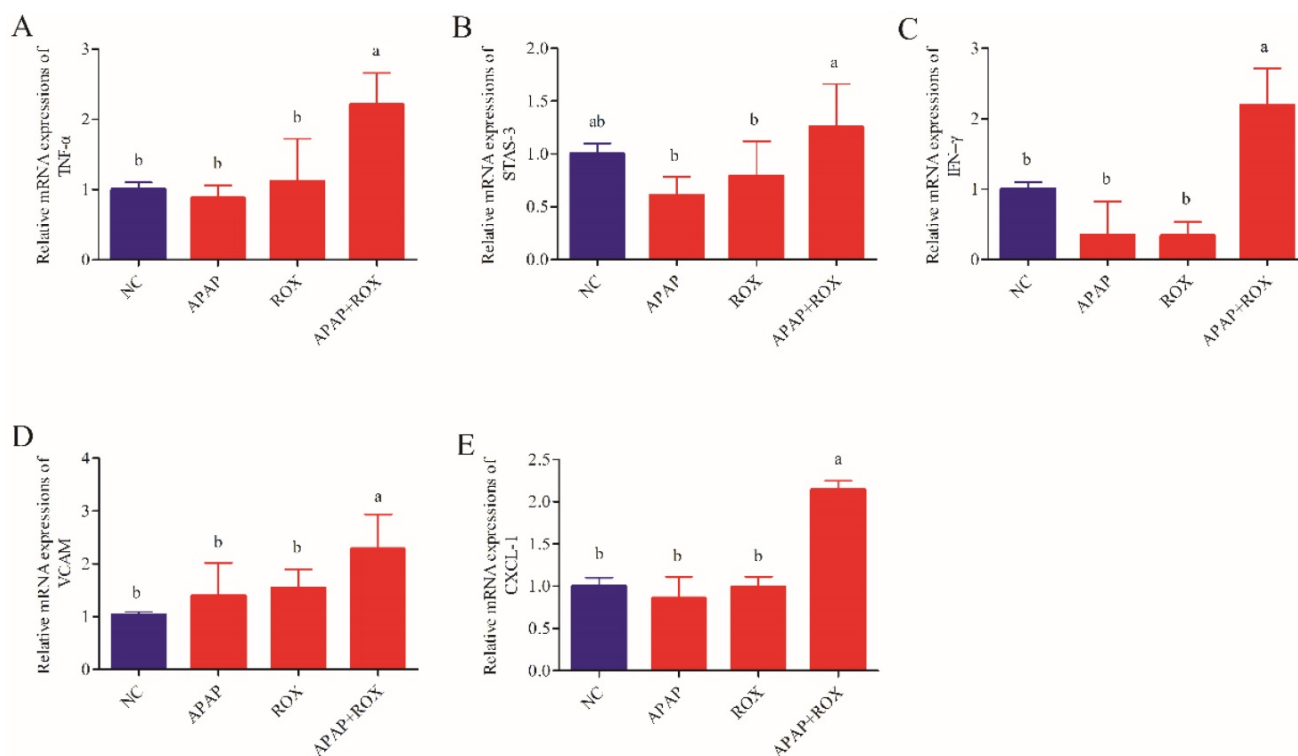 A
Relative mRNA expressions of
TNF-α
3
2
1
0
b
b
b
a
NC
APAP
ROX
APAP+ROX
B
Relative mRNA expressions of
STAS-3
2.0
1.5
1.0
0.5
0.0
ab
b
b
a
NC
APAP
ROX
APAP+ROX
C
Relative mRNA expressions of
IFN-γ
3
2
1
0
b
b
b
a
NC
APAP
ROX
APAP+ROX
D
Relative mRNA expressions of
VCAM
4
3
2
1
0
b
b
b
a
NC
APAP
ROX
APAP+ROX
E
Relative mRNA expressions of
CXCL-1
2.5
2.0
1.5
1.0
0.5
0.0
b
b
b
a
NC
APAP
ROX
APAP+ROX